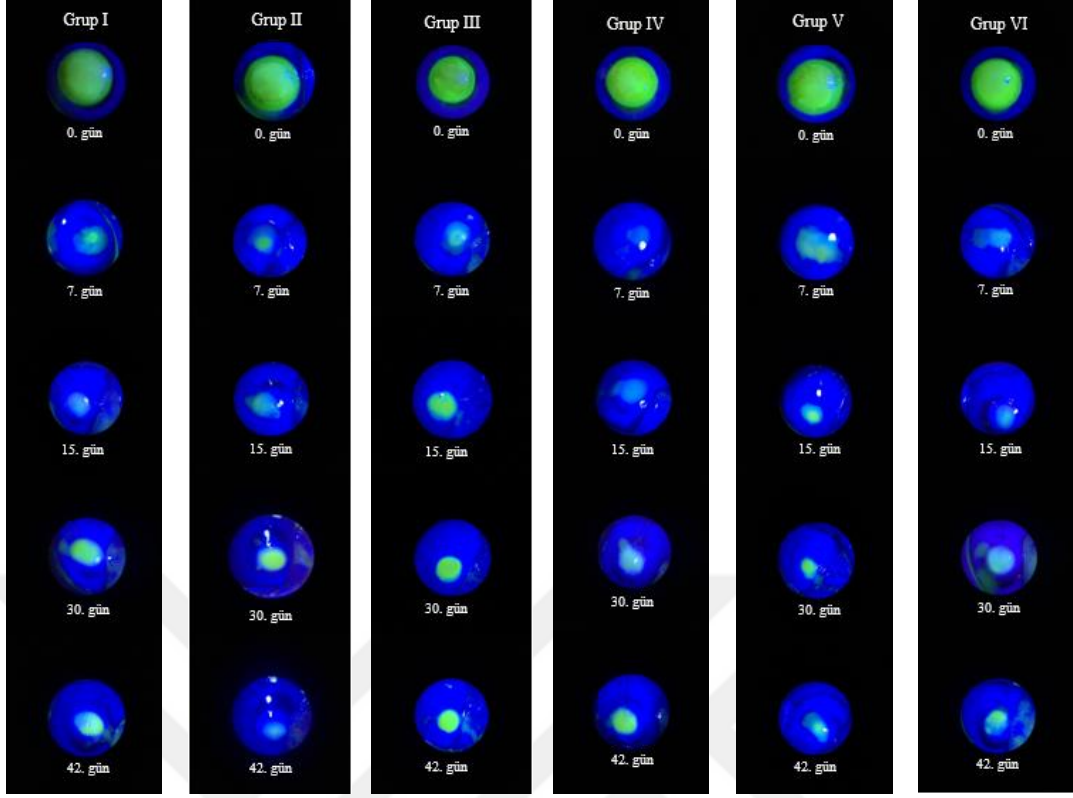 Grup I Grup II Grup III Grup IV Grup V Grup VI
0. gün 0. gün 0. gün 0. gün 0. gün 0. gün
7. gün 7. gün 7. gün 7. gün 7. gün 7. gün
15. gün 15. gün 15. gün 15. gün 15. gün 15. gün
30. gün 30. gün 30. gün 30. gün 30. gün 30. gün
42. gün 42. gün 42. gün 42. gün 42. gün 42. gün